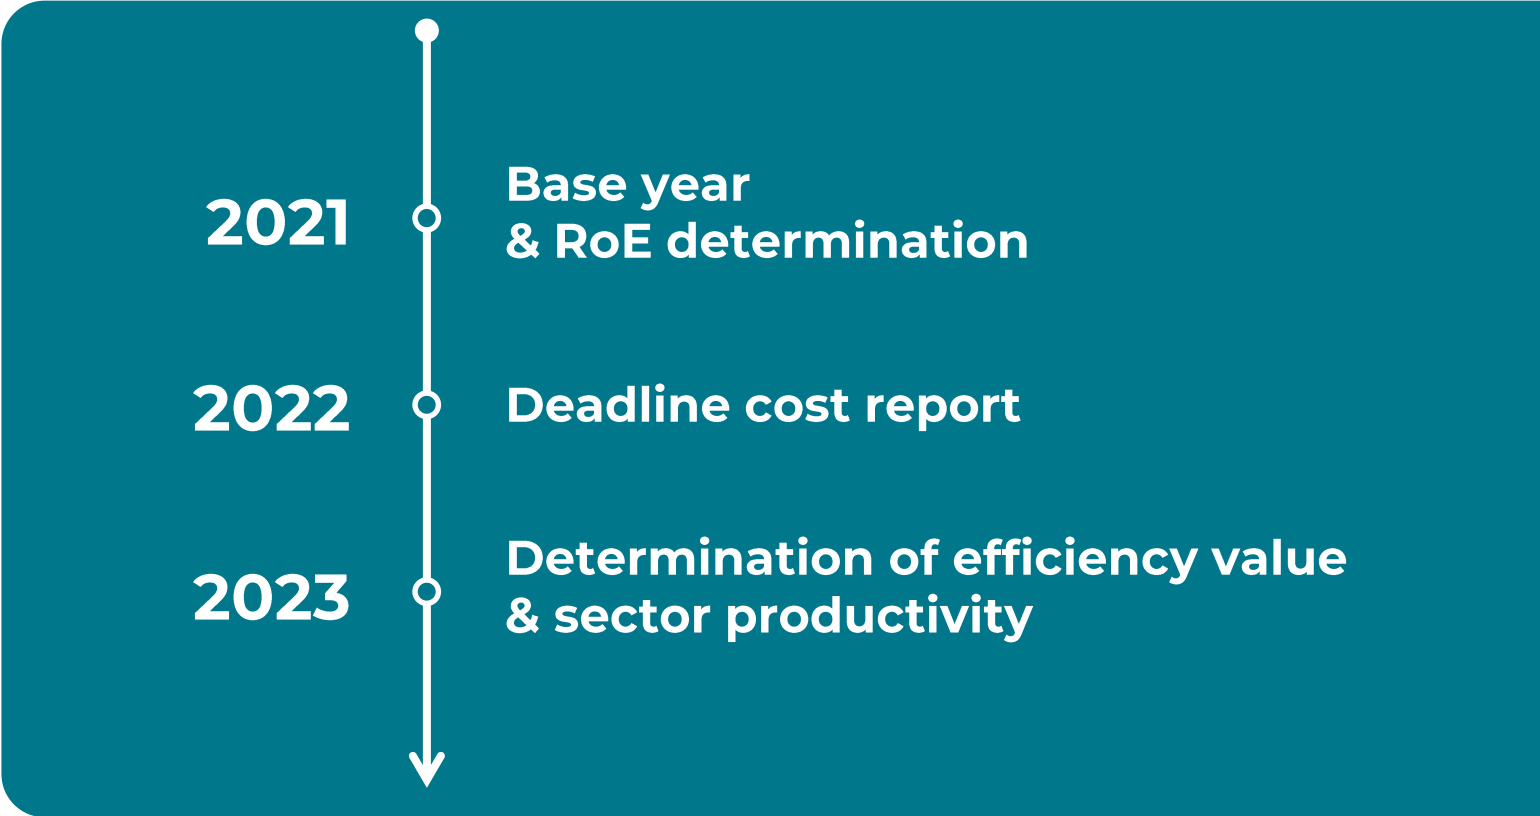 2021
Base year
& RoE determination
2022
Deadline cost report
2023
Determination of efficiency value
& sector productivity